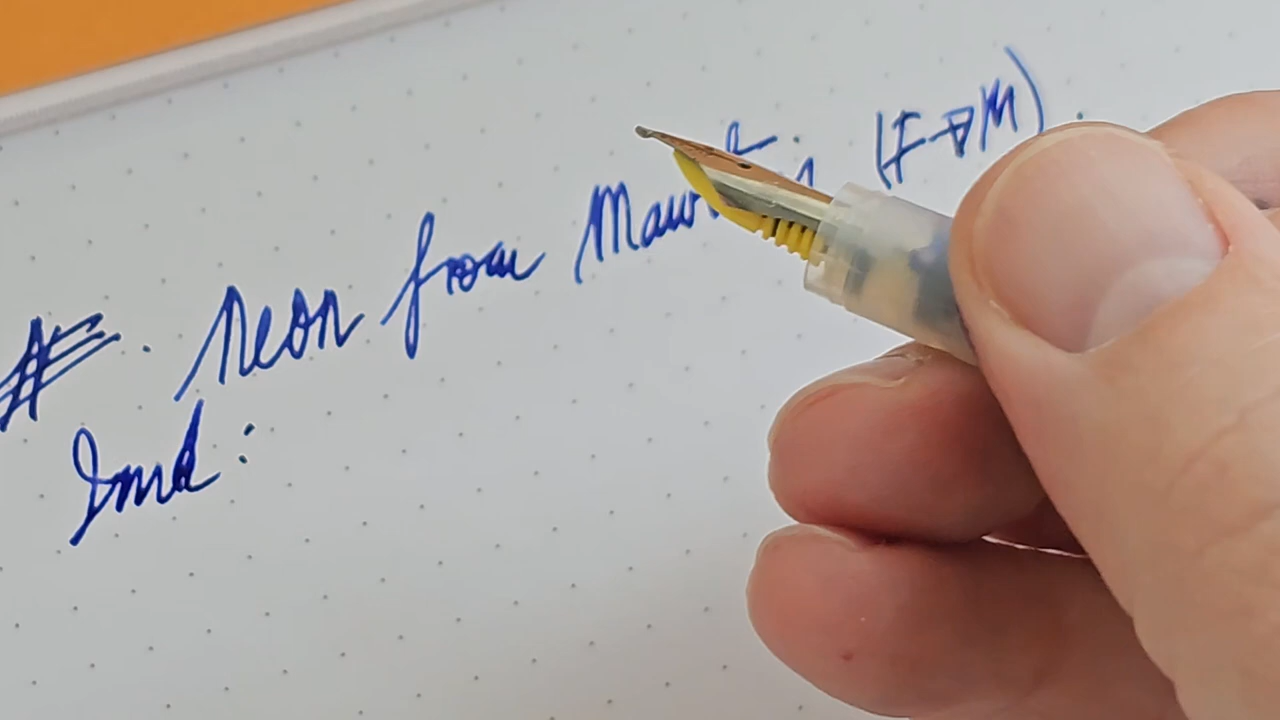 #. Neon from (F→M).
Ink: